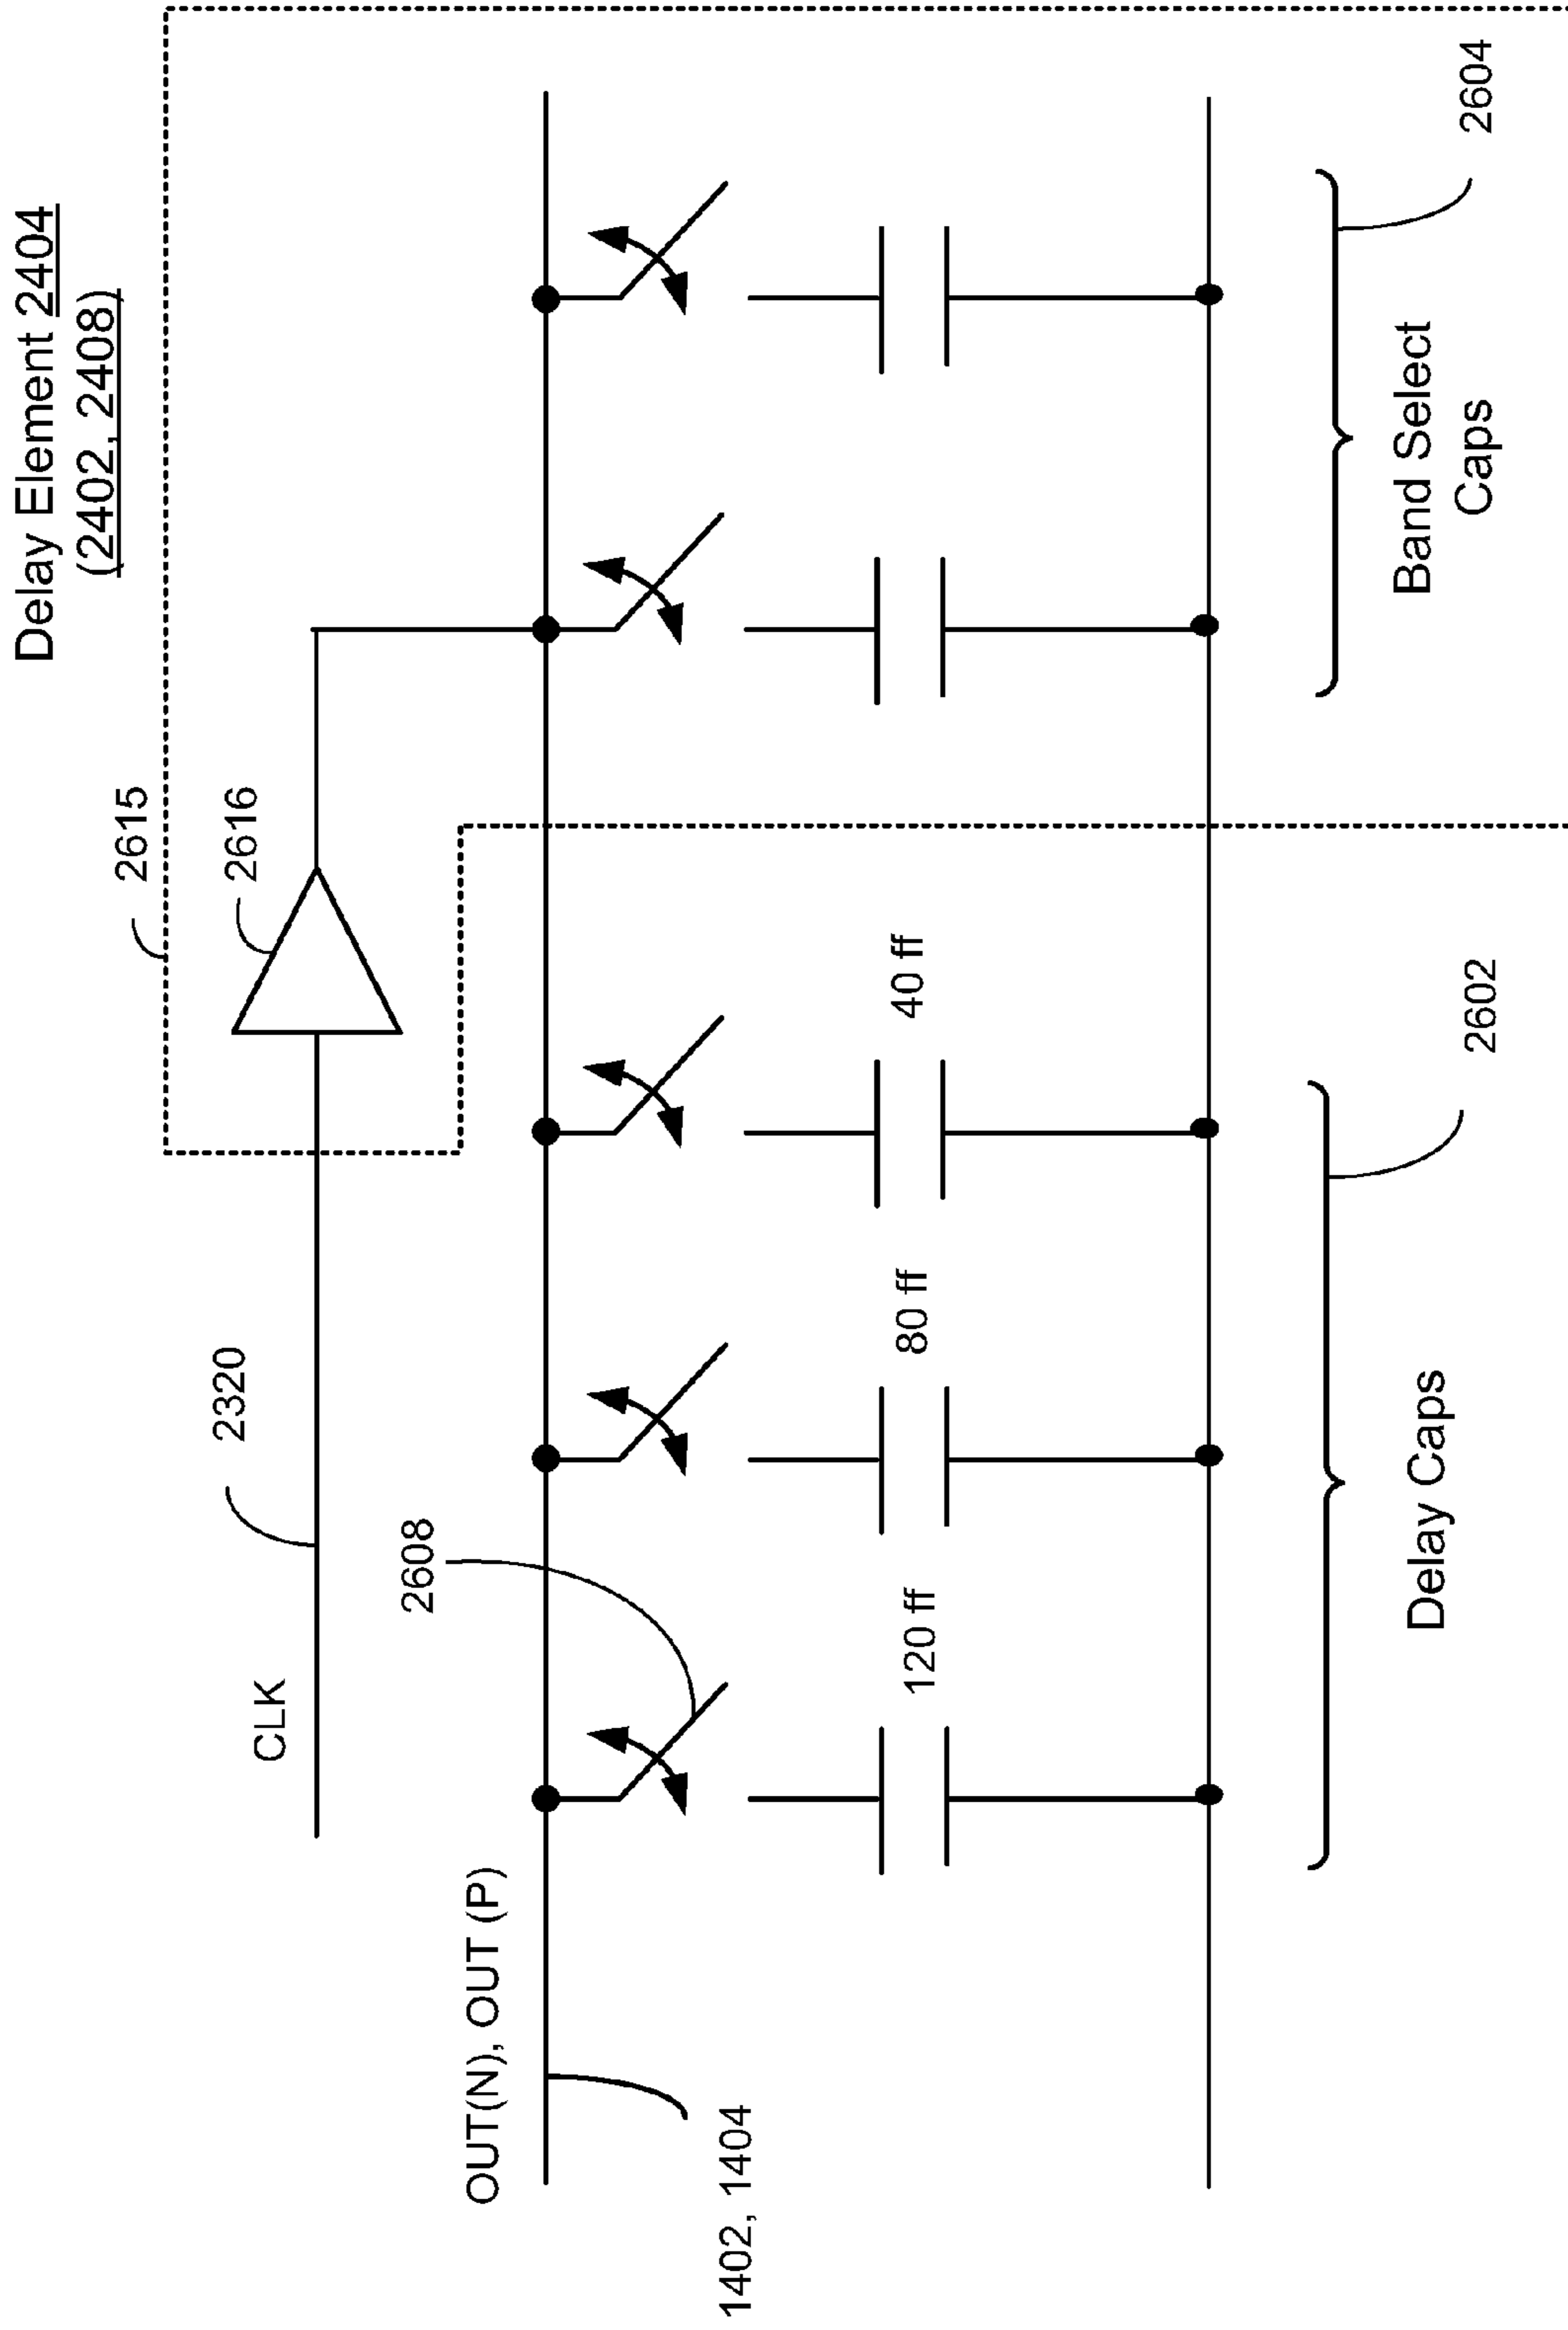 Delay Element 2404
(2402, 2408)
2615
2616
2320
CLK
2608
OUT(N), OUT (P)
1402, 1404
120 ff
80 ff
40 ff
Delay Caps
2602
Band Select
Caps
2604